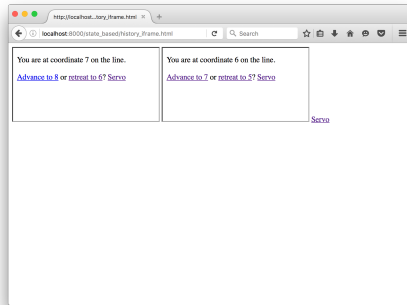 http://localhost...tory_iframe.html
localhost:8000/state_based/history_iframe.html
Search
You are at coordinate 7 on the line.
Advance to 8 or retreat to 6? Servo
You are at coordinate 6 on the line.
Advance to 7 or retreat to 5? Servo
Servo